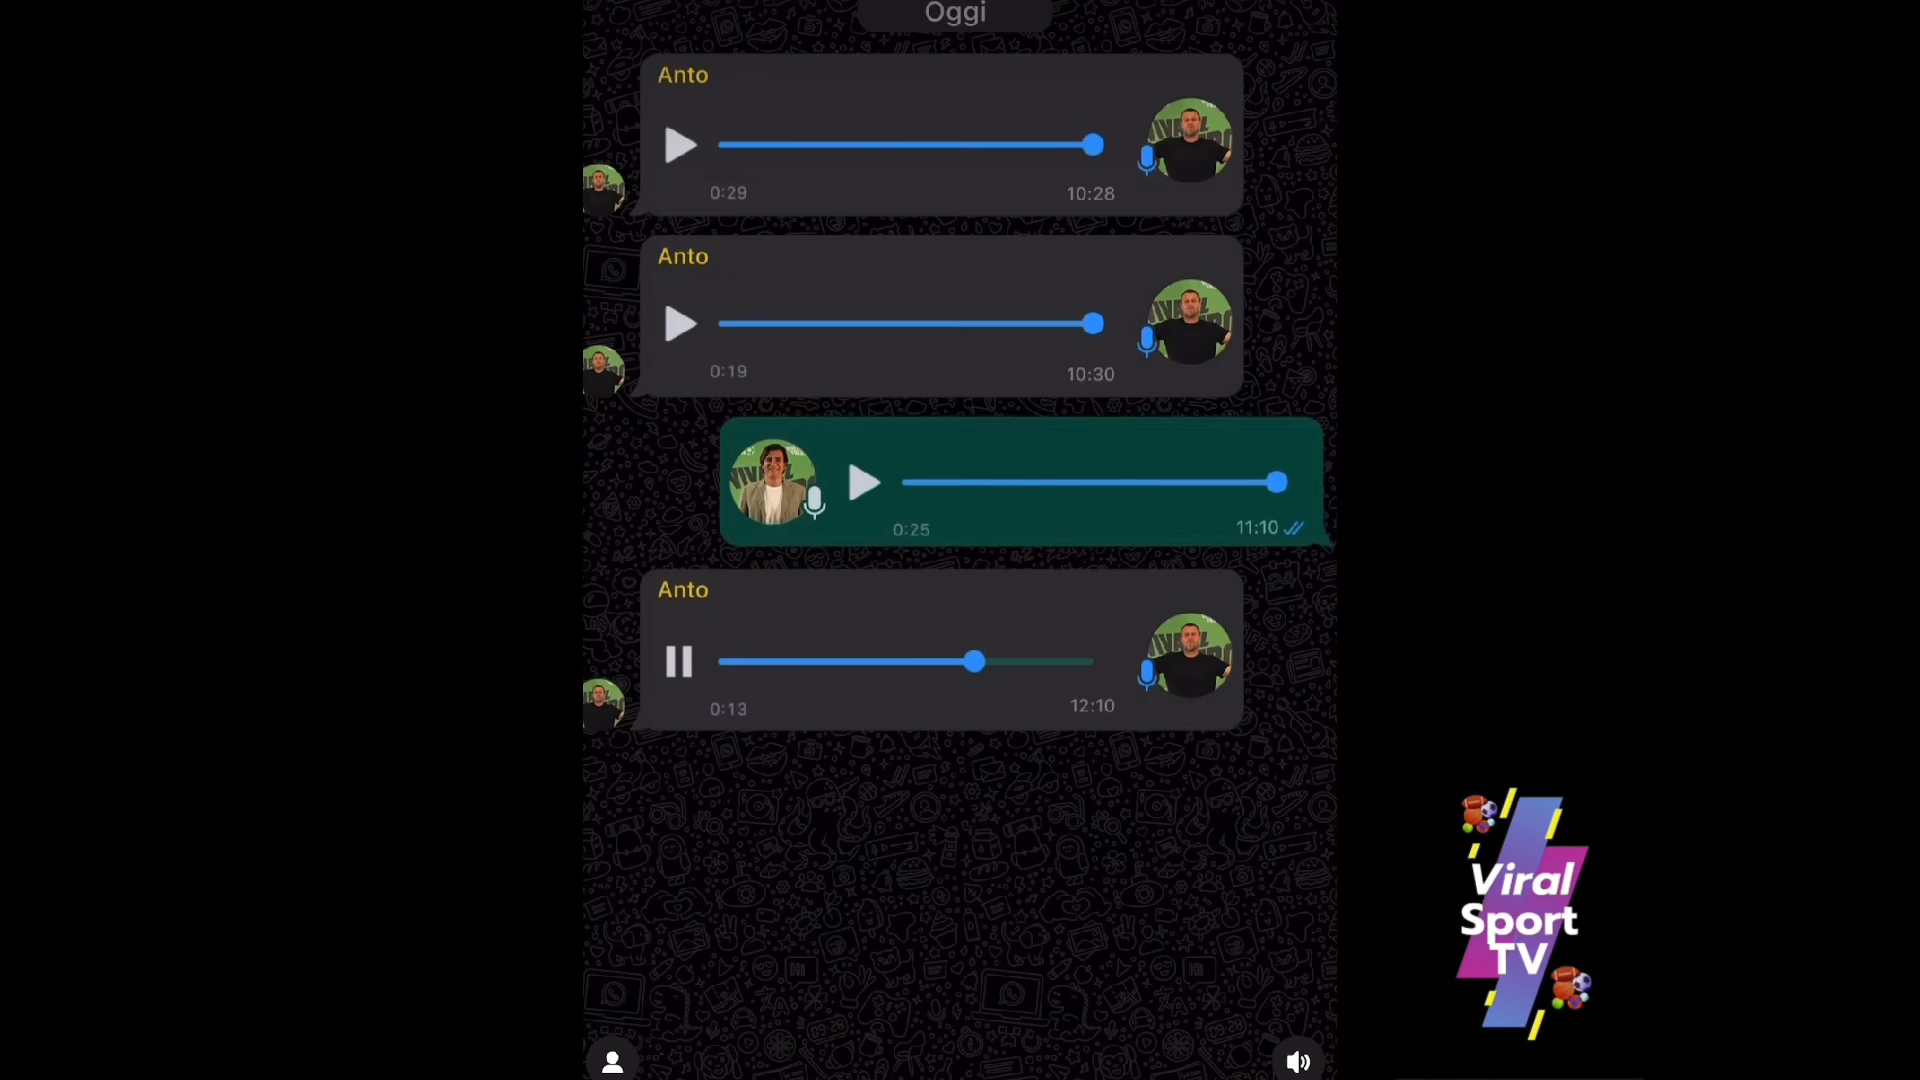 Oggi
Anto
0:29
10:28
Anto
0:19
10:30
0:25
11:10
Anto
0:13
12:10
Viral
Sport
TV